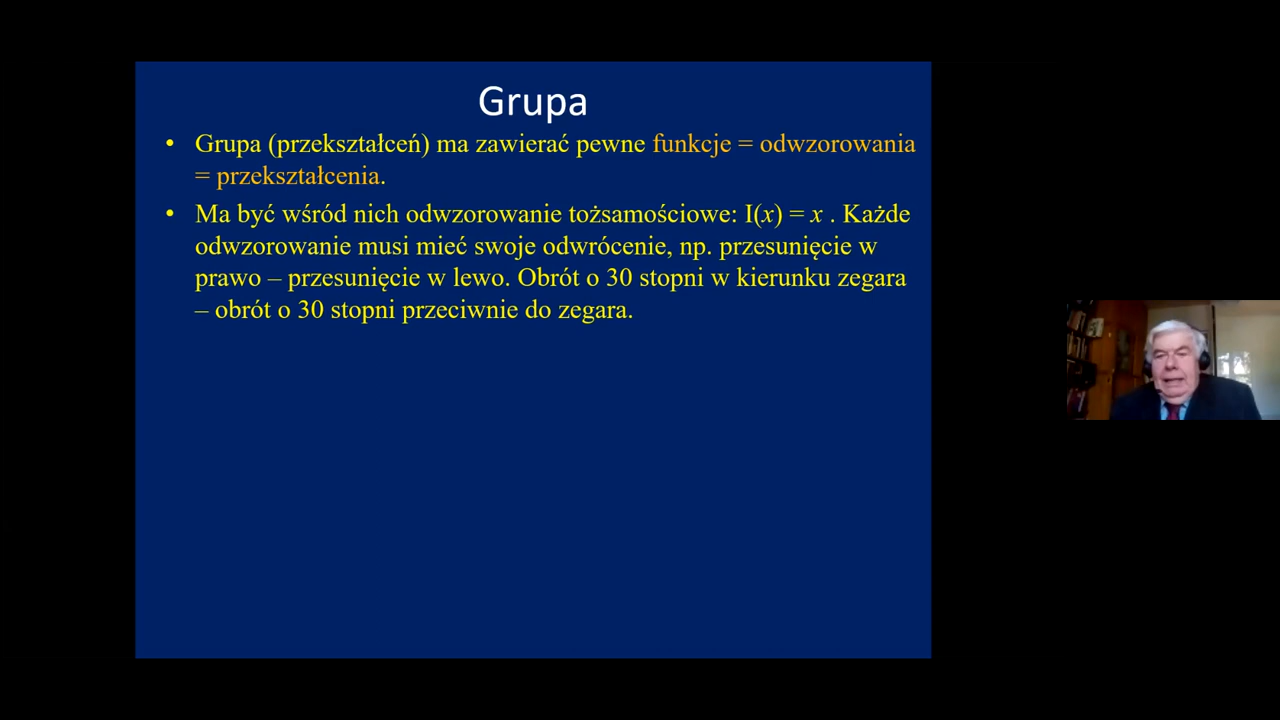 Grupa
• Grupa (przekształceń) ma zawierać pewne funkcje = odwzorowania
= przekształcenia.
• Ma być wśród nich odwzorowanie tożsamościowe: I(x) = x . Każde
odwzorowanie musi mieć swoje odwrócenie, np. przesunięcie w
prawo – przesunięcie w lewo. Obrót o 30 stopni w kierunku zegara
– obrót o 30 stopni przeciwnie do zegara.